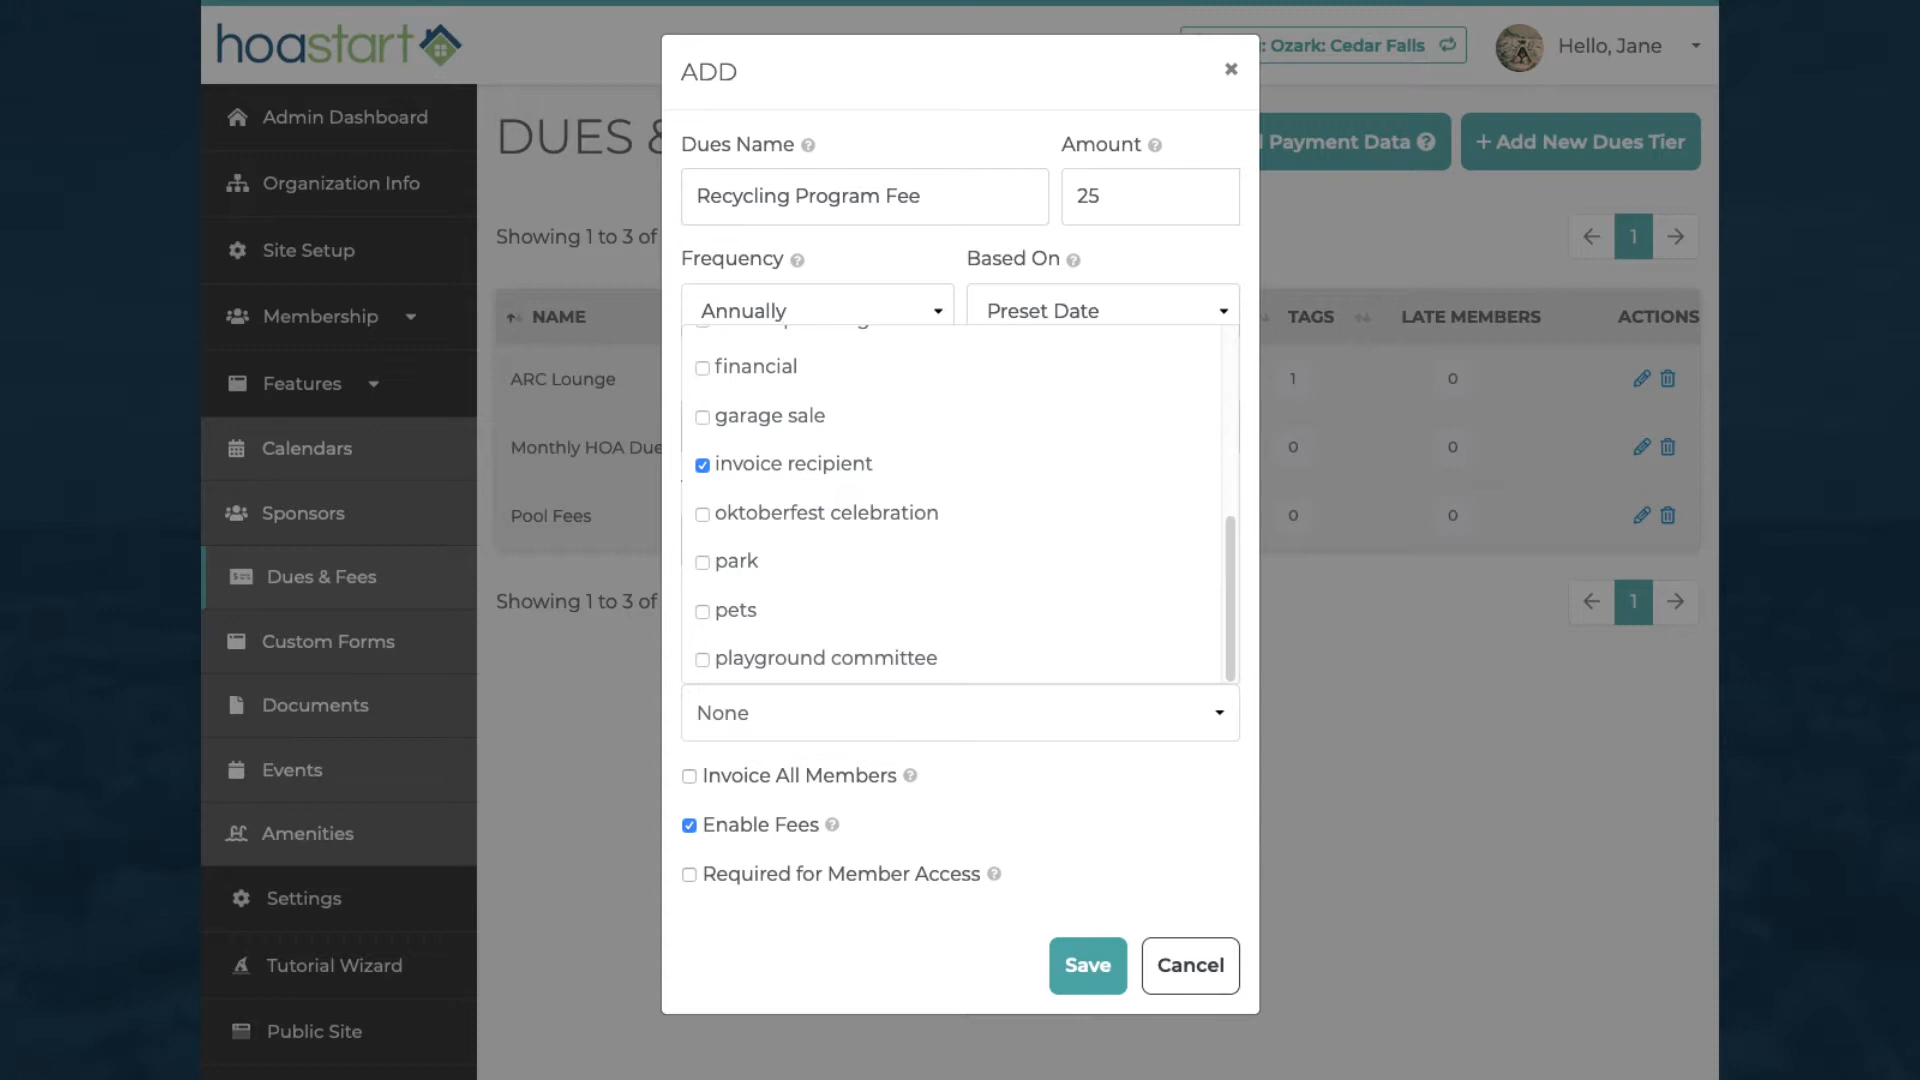 hoastart
: Ozark: Cedar Falls
Hello, Jane
Admin Dashboard
Organization Info
Site Setup
Membership
Features
Calendars
Sponsors
Dues & Fees
Custom Forms
Documents
Events
Amenities
Settings
Tutorial Wizard
Public Site
DUES &
Payment Data
+ Add New Dues Tier
Showing 1 to 3 of
1
NAME
TAGS
LATE MEMBERS
ACTIONS
ARC Lounge
1
0
Monthly HOA Due
0
0
Pool Fees
0
0
Showing 1 to 3 of
1
ADD
Dues Name
Amount
Recycling Program Fee
25
Frequency
Based On
Annually
Preset Date
financial
garage sale
invoice recipient
oktoberfest celebration
park
pets
playground committee
None
Invoice All Members
Enable Fees
Required for Member Access
Save
Cancel